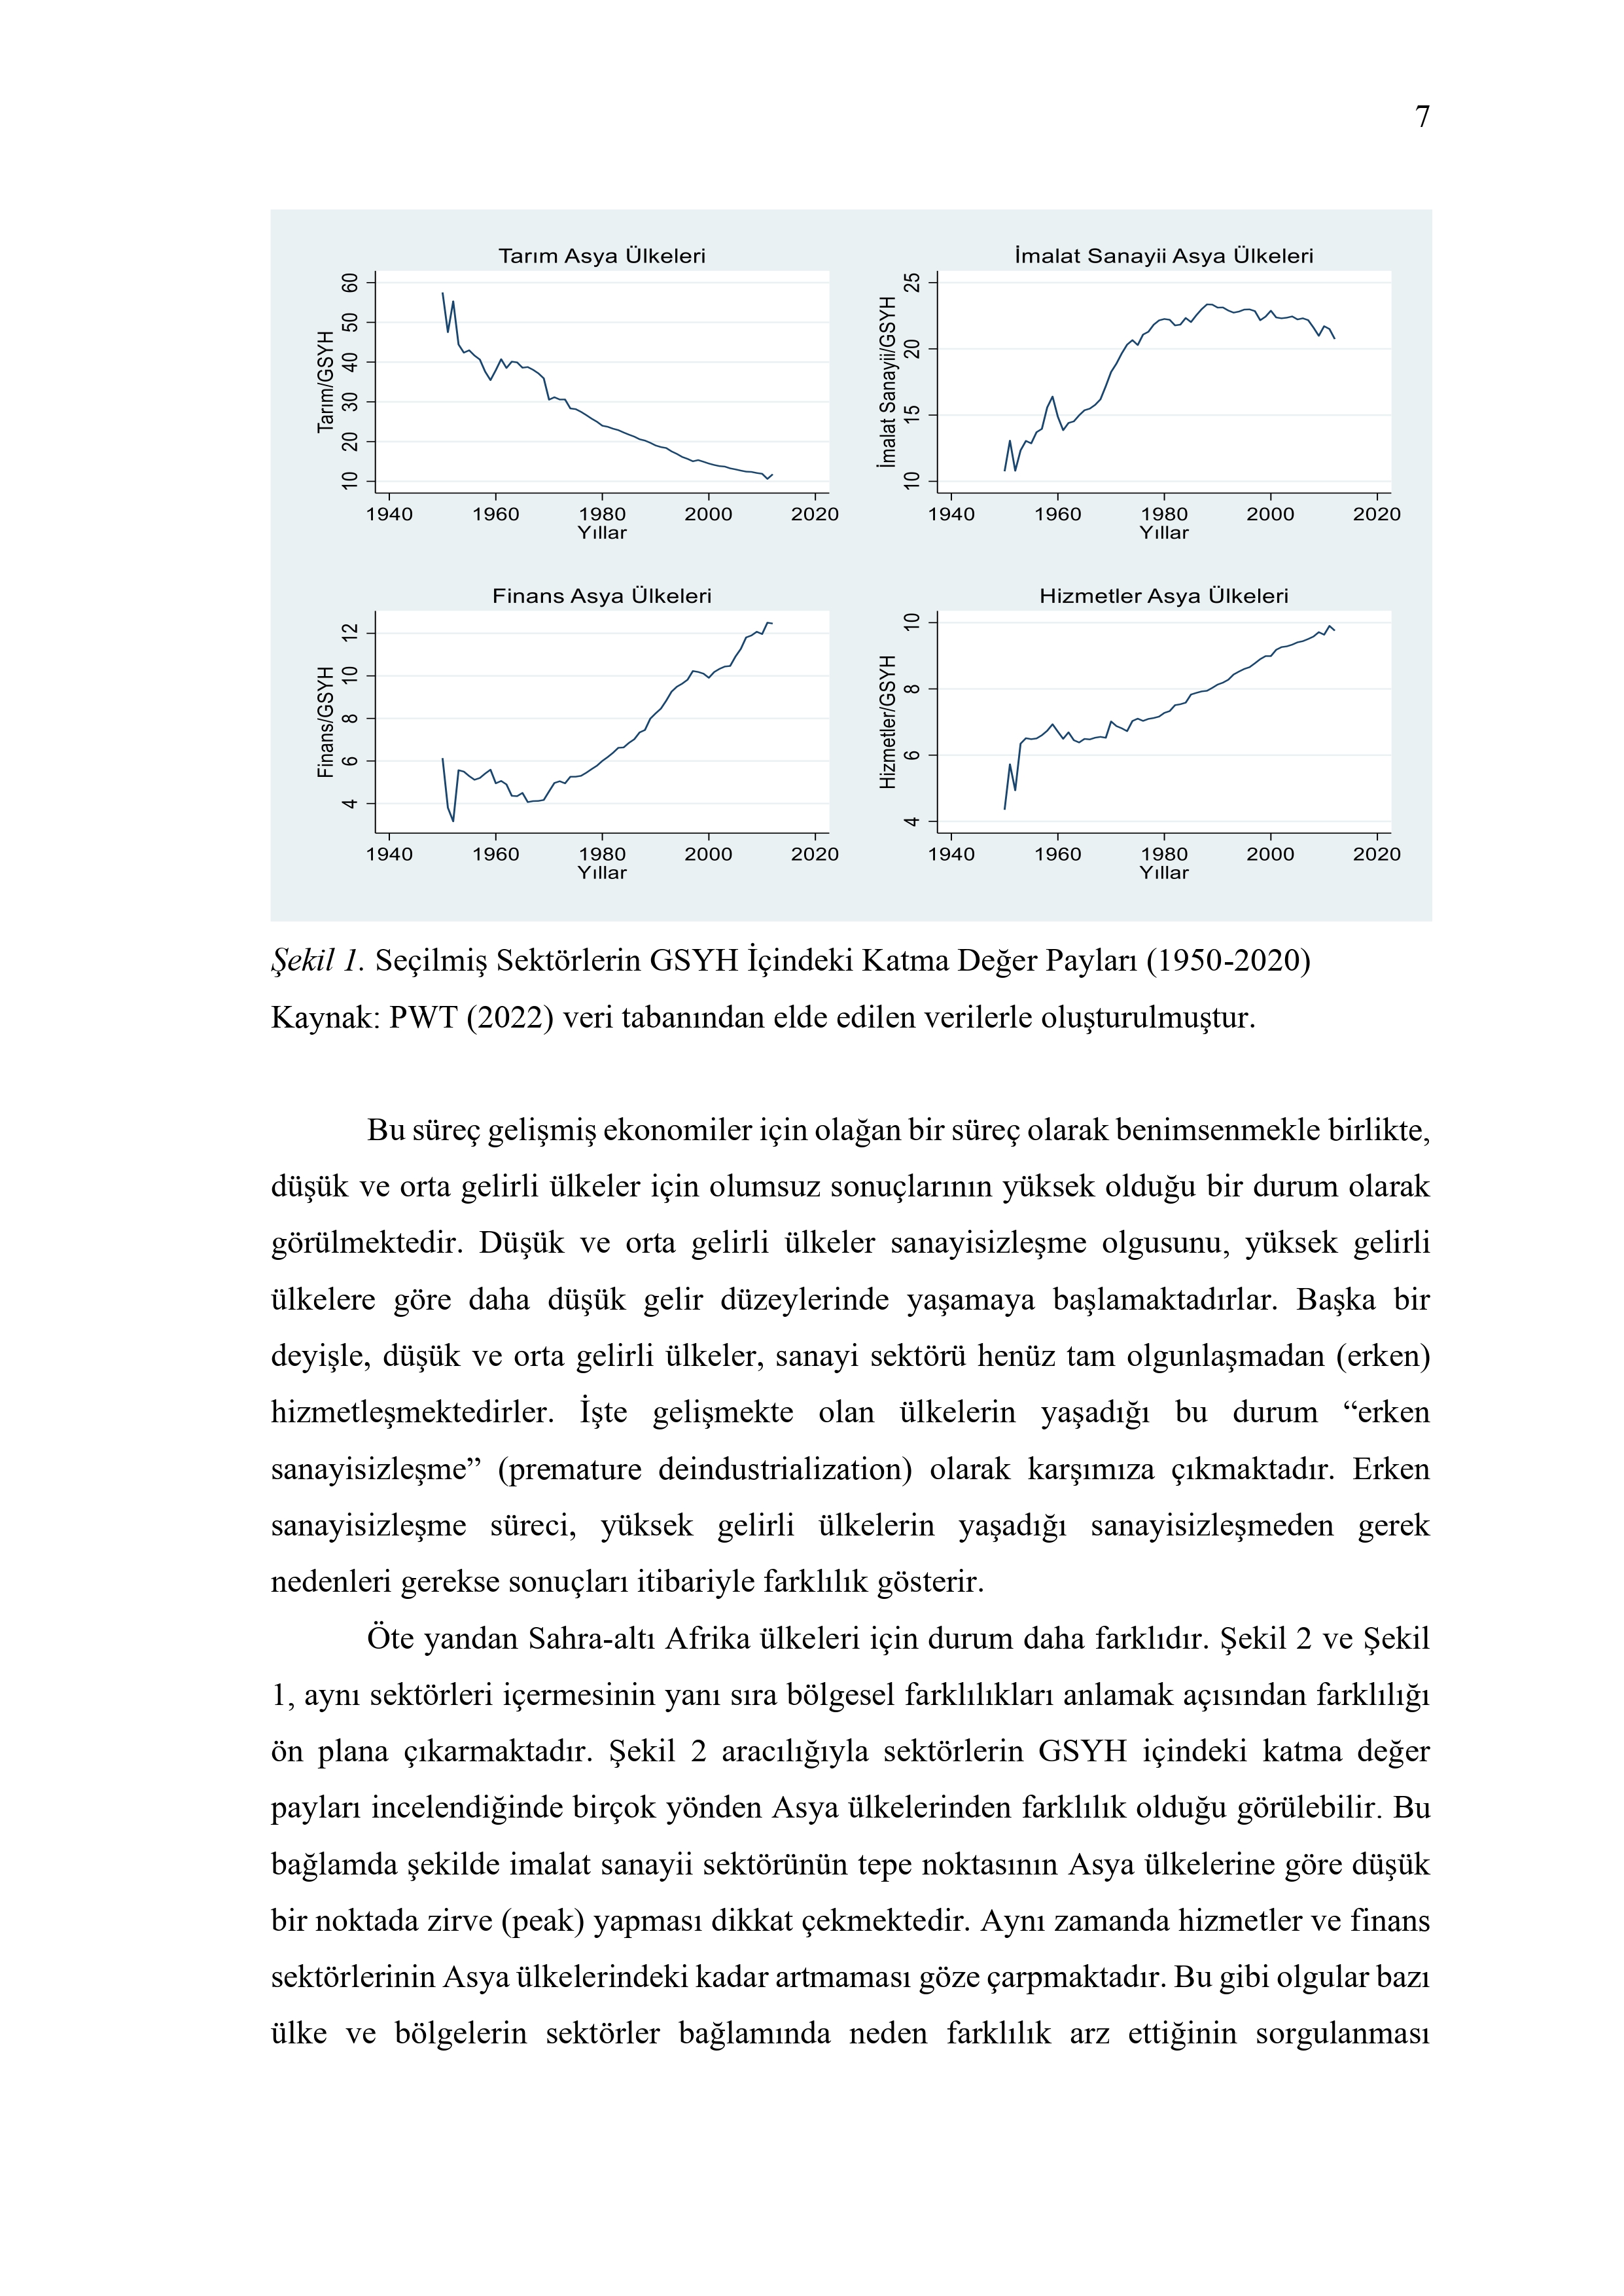 7
Tarım Asya Ülkeleri
Tarım/GSYH
60
50
40
30
20
10
1940 1960 1980 2000 2020
Yıllar
İmalat Sanayii Asya Ülkeleri
İmalat Sanayii/GSYH
25
20
15
10
1940 1960 1980 2000 2020
Yıllar
Finans Asya Ülkeleri
Finans/GSYH
12
10
8
6
4
1940 1960 1980 2000 2020
Yıllar
Hizmetler Asya Ülkeleri
Hizmetler/GSYH
10
8
6
4
1940 1960 1980 2000 2020
Yıllar
Şekil 1. Seçilmiş Sektörlerin GSYH İçindeki Katma Değer Payları (1950-2020)
Kaynak: PWT (2022) veri tabanından elde edilen verilerle oluşturulmuştur.
Bu süreç gelişmiş ekonomiler için olağan bir süreç olarak benimsenmekle birlikte,
düşük ve orta gelirli ülkeler için olumsuz sonuçlarının yüksek olduğu bir durum olarak
görülmektedir. Düşük ve orta gelirli ülkeler sanayisizleşme olgusunu, yüksek gelirli
ülkelere göre daha düşük gelir düzeylerinde yaşamaya başlamaktadırlar. Başka bir
deyişle, düşük ve orta gelirli ülkeler, sanayi sektörü henüz tam olgunlaşmadan (erken)
hizmetleşmektedirler. İşte gelişmekte olan ülkelerin yaşadığı bu durum “erken
sanayisizleşme” (premature deindustrialization) olarak karşımıza çıkmaktadır. Erken
sanayisizleşme süreci, yüksek gelirli ülkelerin yaşadığı sanayisizleşmeden gerek
nedenleri gerekse sonuçları itibariyle farklılık gösterir.
Öte yandan Sahra-altı Afrika ülkeleri için durum daha farklıdır. Şekil 2 ve Şekil
1, aynı sektörleri içermesinin yanı sıra bölgesel farklılıkları anlamak açısından farklılığı
ön plana çıkarmaktadır. Şekil 2 aracılığıyla sektörlerin GSYH içindeki katma değer
payları incelendiğinde birçok yönden Asya ülkelerinden farklılık olduğu görülebilir. Bu
bağlamda şekilde imalat sanayii sektörünün tepe noktasının Asya ülkelerine göre düşük
bir noktada zirve (peak) yapması dikkat çekmektedir. Aynı zamanda hizmetler ve finans
sektörlerinin Asya ülkelerindeki kadar artmaması göze çarpmaktadır. Bu gibi olgular bazı
ülke ve bölgelerin sektörler bağlamında neden farklılık arz ettiğinin sorgulanması